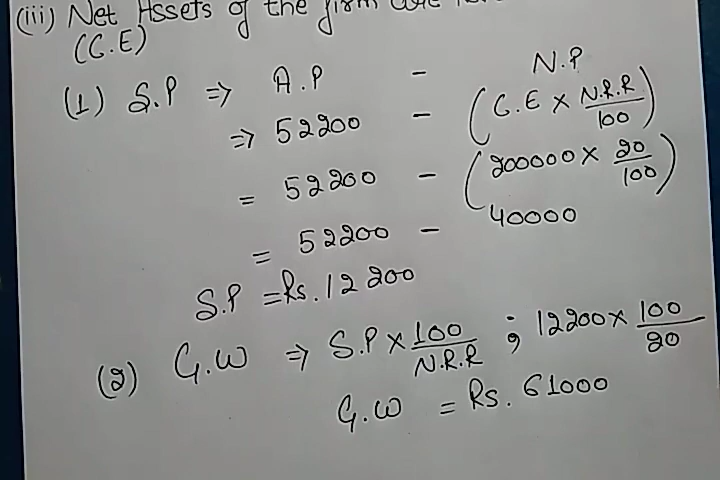 (iii) Net Assets of the firm
(C.E)
(1) S.P ⇒ A.P - N.P
⇒ 52200 - (C.E × N.R.R/100)
= 52200 - (200000 × 20/100)
= 52200 - 40000
S.P = Rs. 12200
(2) G.W ⇒ S.P × 100/N.R.R ; 12200 × 100/20
G.W = Rs. 61000